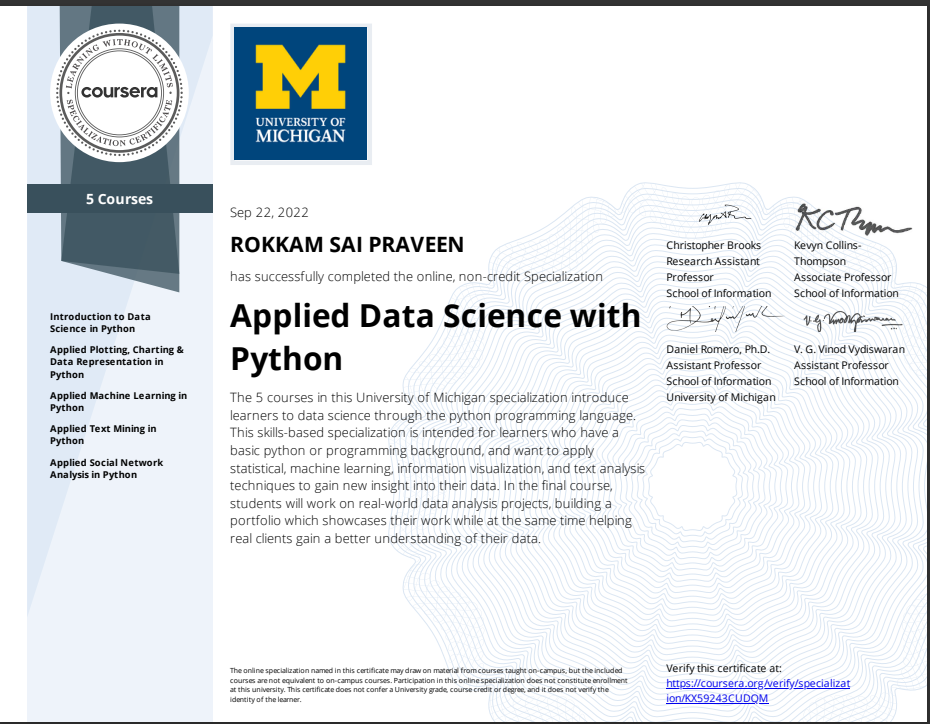 LEARNING WITHOUT LIMITS
coursera
SPECIALIZATION CERTIFICATE
5 Courses
Introduction to Data
Science in Python
Applied Plotting, Charting &
Data Representation in
Python
Applied Machine Learning in
Python
Applied Text Mining in
Python
Applied Social Network
Analysis in Python
M
UNIVERSITY OF
MICHIGAN
Sep 22, 2022
ROKKAM SAI PRAVEEN
has successfully completed the online, non-credit Specialization
Applied Data Science with
Python
The 5 courses in this University of Michigan specialization introduce
learners to data science through the python programming language.
This skills-based specialization is intended for learners who have a
basic python or programming background, and want to apply
statistical, machine learning, information visualization, and text analysis
techniques to gain new insight into their data. In the final course,
students will work on real-world data analysis projects, building a
portfolio which showcases their work while at the same time helping
real clients gain a better understanding of their data.
Christopher Brooks
Research Assistant
Professor
School of Information
Kevyn Collins-
Thompson
Associate Professor
School of Information
Daniel Romero, Ph.D.
Assistant Professor
School of Information
University of Michigan
V. G. Vinod Vydiswaran
Assistant Professor
School of Information
The online specialization named in this certificate may draw on material from courses taught on-campus, but the included
courses are not equivalent to on-campus courses. Participation in this online specialization does not constitute enrollment
at this university. This certificate does not confer a University grade, course credit or degree, and it does not verify the
identity of the learner.
Verify this certificate at:
https://coursera.org/verify/specializat
ion/KX59243CUDQM